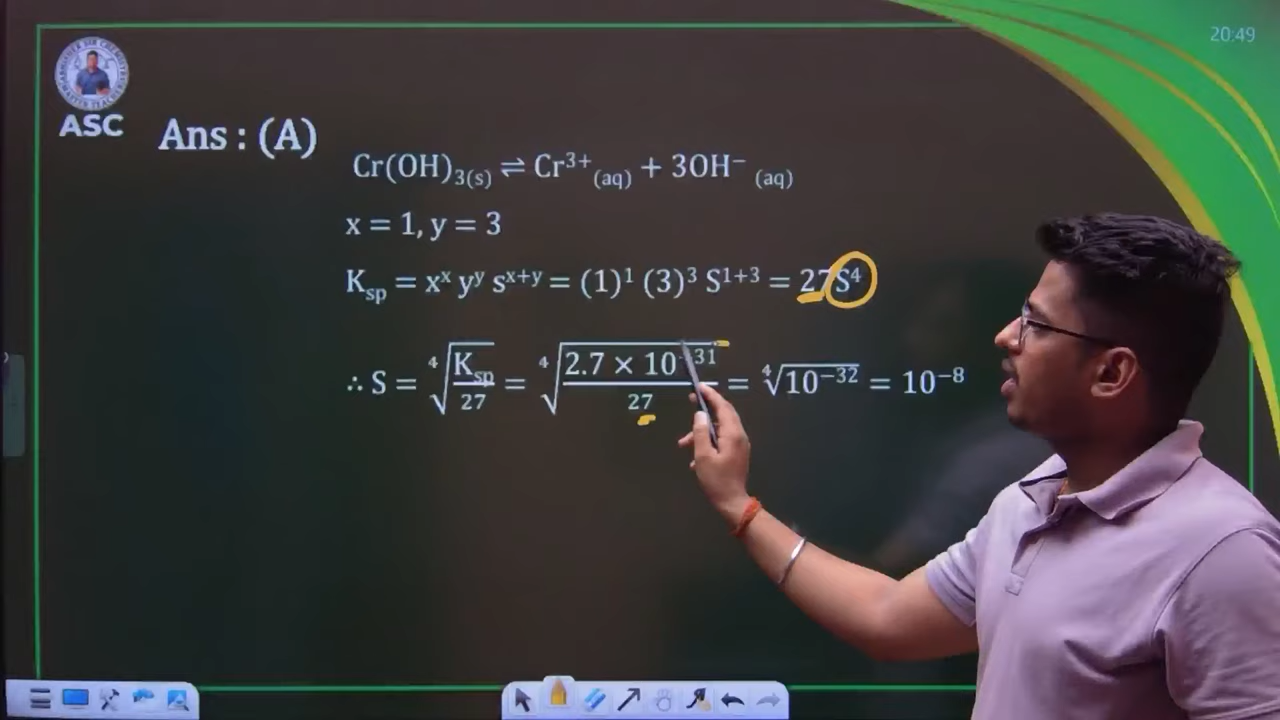 20:49
ASC
Ans : (A)
Cr(OH)₃₍ₛ₎ ⇌ Cr³⁺ (aq) + 3OH⁻ (aq)
x = 1, y = 3
Kₛₚ = xˣ yʸ sˣ⁺ʸ = (1)¹ (3)³ S¹⁺³ = 27S⁴
∴ S = ⁴√(Kₛₚ/27) = ⁴√(2.7 × 10⁻³¹/27) = ⁴√10⁻³² = 10⁻⁸